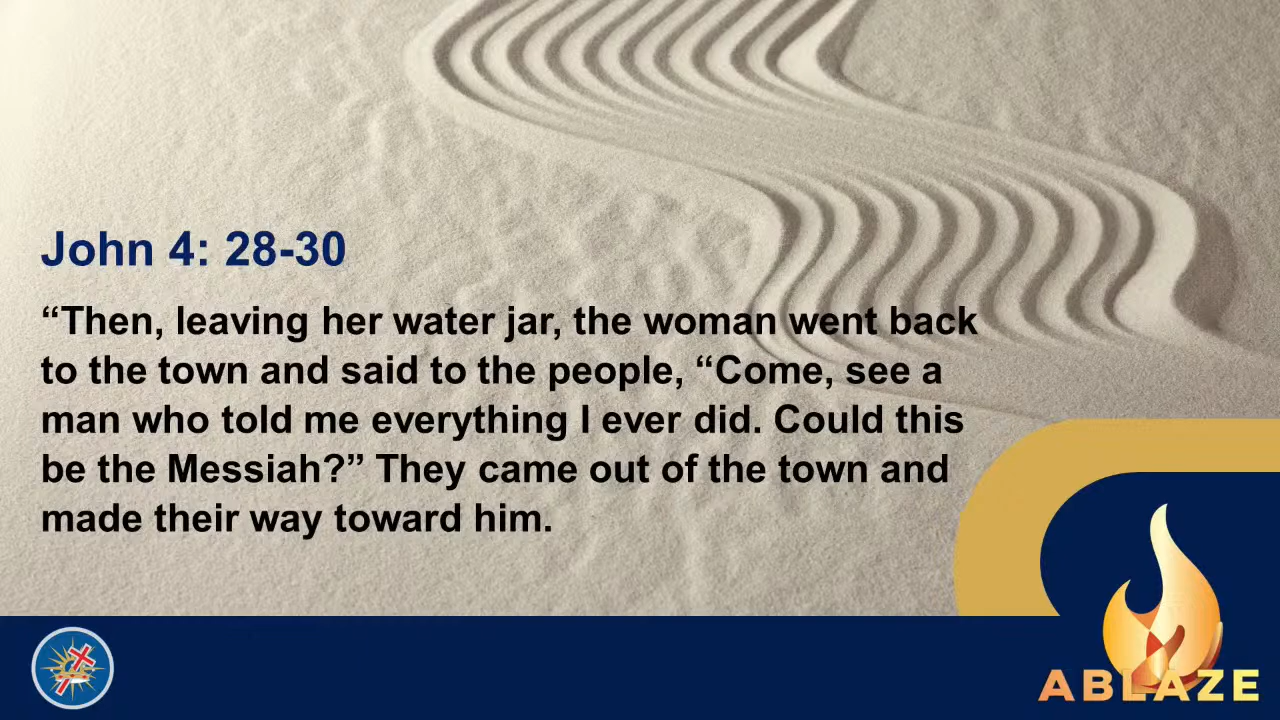 John 4: 28-30
“Then, leaving her water jar, the woman went back
to the town and said to the people, “Come, see a
man who told me everything I ever did. Could this
be the Messiah?” They came out of the town and
made their way toward him.
ABLAZE